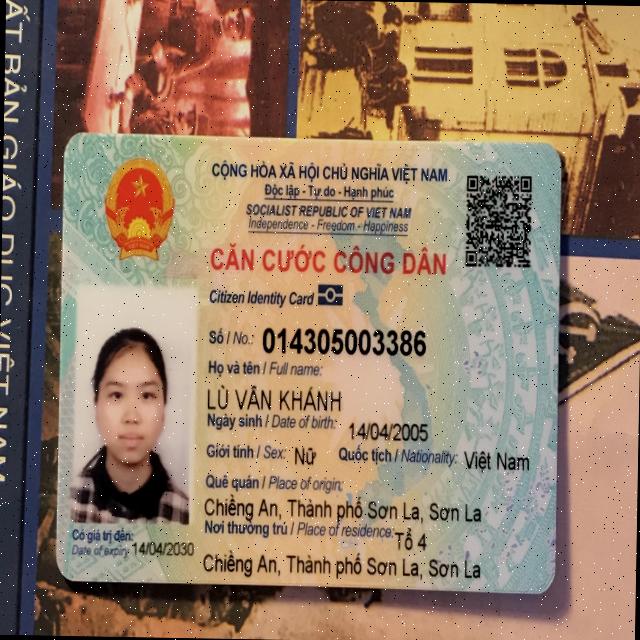 CỘNG HÒA XÃ HỘI CHỦ NGHĨA VIỆT NAM
Độc lập - Tự do - Hạnh phúc
SOCIALIST REPUBLIC OF VIET NAM
Independence - Freedom - Happiness
CĂN CƯỚC CÔNG DÂN
Citizen Identity Card
Số / No.: 014305003386
Họ và tên / Full name:
LÙ VÂN KHÁNH
Ngày sinh / Date of birth: 14/04/2005
Giới tính / Sex: Nữ Quốc tịch / Nationality: Việt Nam
Quê quán / Place of origin:
Chiềng An, Thành phố Sơn La, Sơn La
Nơi thường trú / Place of residence: Tổ 4
Chiềng An, Thành phố Sơn La, Sơn La
Có giá trị đến:
Date of expiry: 14/04/2030
BẢN GIÁO DỤC VIỆT NAM